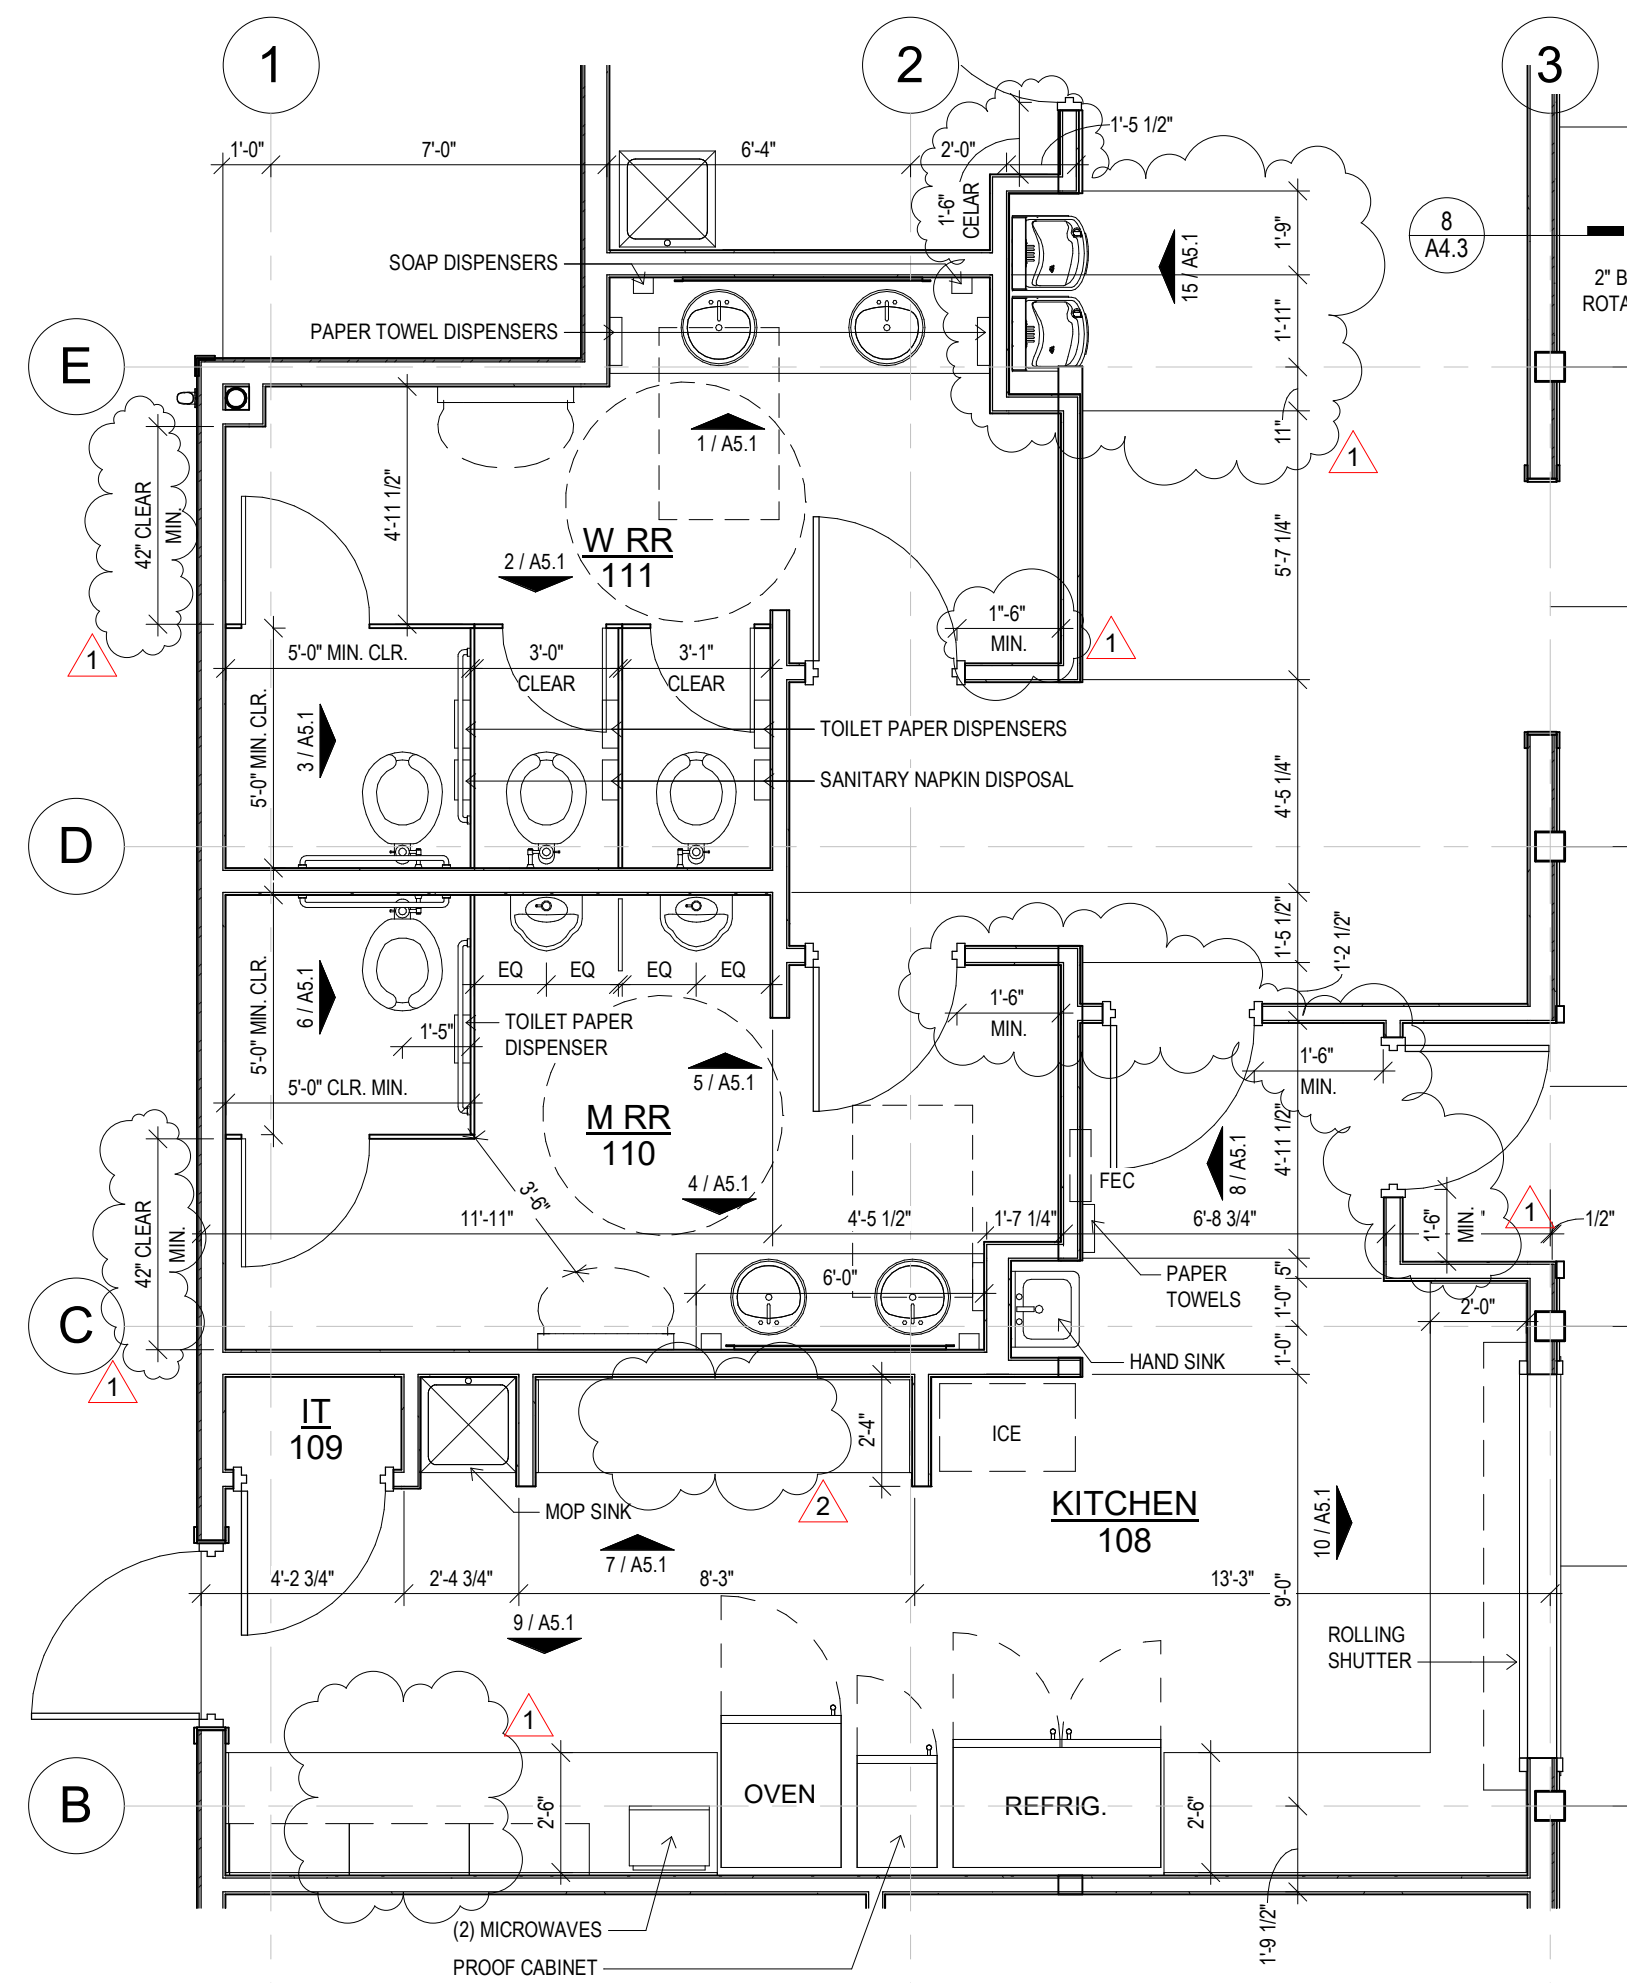 1
2
3
1'-0"
7'-0"
6'-4"
2'-0"
1'-5 1/2"
1'-6"
CELAR
SOAP DISPENSERS
PAPER TOWEL DISPENSERS
15 / A5.1
1'-9"
1'-11"
11"
8
A4.3
2" B
ROTA
E
1 / A5.1
1
42" CLEAR
MIN.
4'-11 1/2"
W RR
111
2 / A5.1
5'-7 1/4"
1"-6"
MIN.
1
1
5'-0" MIN. CLR.
3'-0"
CLEAR
3'-1"
CLEAR
5'-0" MIN. CLR.
3 / A5.1
TOILET PAPER DISPENSERS
SANITARY NAPKIN DISPOSAL
4'-5 1/4"
D
EQ
EQ
EQ
EQ
1'-5 1/2"
1'-2 1/2"
5'-0" MIN. CLR.
6 / A5.1
1'-5"
TOILET PAPER
DISPENSER
1'-6"
MIN.
1'-6"
MIN.
5 / A5.1
5'-0" CLR. MIN.
M RR
110
4'-11 1/2"
8 / A5.1
FEC
4 / A5.1
3'-6"
42" CLEAR
MIN.
11'-11"
4'-5 1/2"
1'-7 1/4"
6'-8 3/4"
1'-6"
MIN.
1
1/2"
6'-0"
PAPER
TOWELS
5"
1'-0"
2'-0"
C
1'-0"
HAND SINK
1
IT
109
2'-4"
ICE
MOP SINK
2
KITCHEN
108
10 / A5.1
7 / A5.1
4'-2 3/4"
2'-4 3/4"
8'-3"
13'-3"
9'-0"
9 / A5.1
ROLLING
SHUTTER
1
B
2'-6"
OVEN
REFRIG.
2'-6"
(2) MICROWAVES
PROOF CABINET
1'-9 1/2"